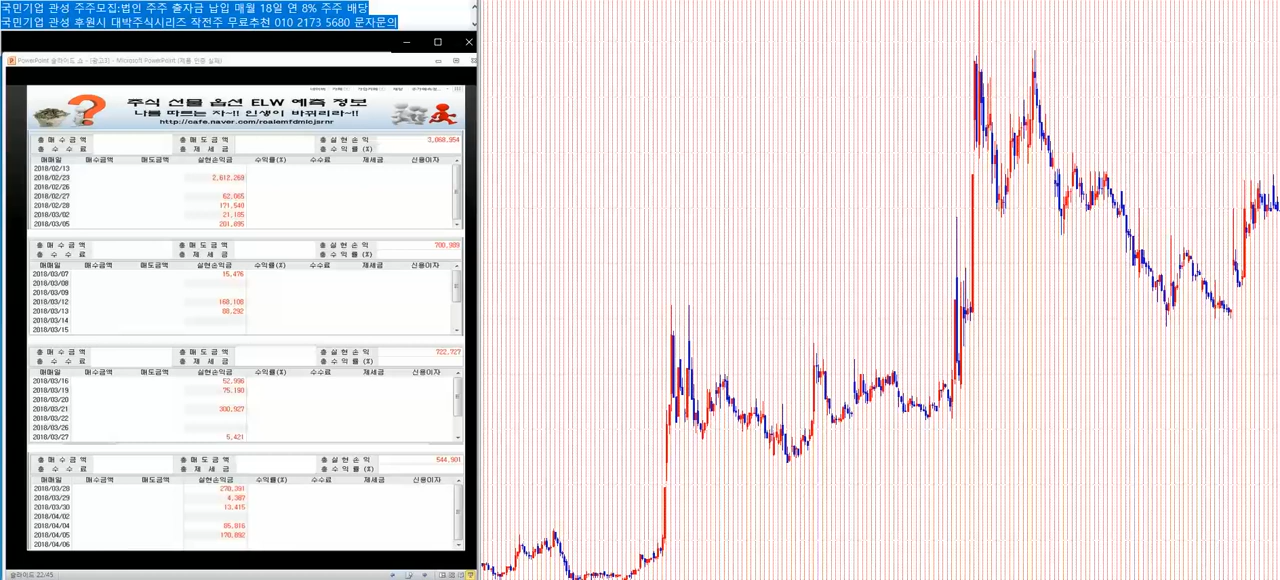 국민기업 관성 주주모집:법인 주주 출자금 납입 매월 18일 연 8% 주주 배당
국민기업 관성 후원시 대박주식시리즈 작전주 무료추천 010 2173 5680 문자문의
PowerPoint 슬라이드 쇼 - [광고3] - Microsoft PowerPoint (제품 인증 실패)
주식 선물 옵션 ELW 예측 정보
나를 따르는 자~!! 인생이 바뀌리라~!!
총 매 수 금 액 총 매 도 금 액 총 실 현 손 익 3,068,954
총 수 수 료 총 제 세 금 총 수 익 률 (%)
매매일 매수금액 매도금액 실현손익금 수익률(%) 수수료 제세금 신용이자
2018/02/13
2018/02/23 2,612,269
2018/02/26
2018/02/27 62,065
2018/02/28 171,540
2018/03/02 21,185
2018/03/05 201,895
총 매 수 금 액 총 매 도 금 액 총 실 현 손 익 700,989
총 수 수 료 총 제 세 금 총 수 익 률 (%)
매매일 매수금액 매도금액 실현손익금 수익률(%) 수수료 제세금 신용이자
2018/03/07 15,476
2018/03/08
2018/03/09
2018/03/12 168,108
2018/03/13 88,292
2018/03/14
2018/03/15
총 매 수 금 액 총 매 도 금 액 총 실 현 손 익 722,727
총 수 수 료 총 제 세 금 총 수 익 률 (%)
매매일 매수금액 매도금액 실현손익금 수익률(%) 수수료 제세금 신용이자
2018/03/16 52,996
2018/03/19 75,190
2018/03/20
2018/03/21 300,927
2018/03/22
2018/03/26
2018/03/27 5,421
총 매 수 금 액 총 매 도 금 액 총 실 현 손 익 544,901
총 수 수 료 총 제 세 금 총 수 익 률 (%)
매매일 매수금액 매도금액 실현손익금 수익률(%) 수수료 제세금 신용이자
2018/03/28 270,391
2018/03/29 4,387
2018/03/30 13,415
2018/04/02
2018/04/04 85,816
2018/04/05 170,892
2018/04/06
슬라이드 22/45